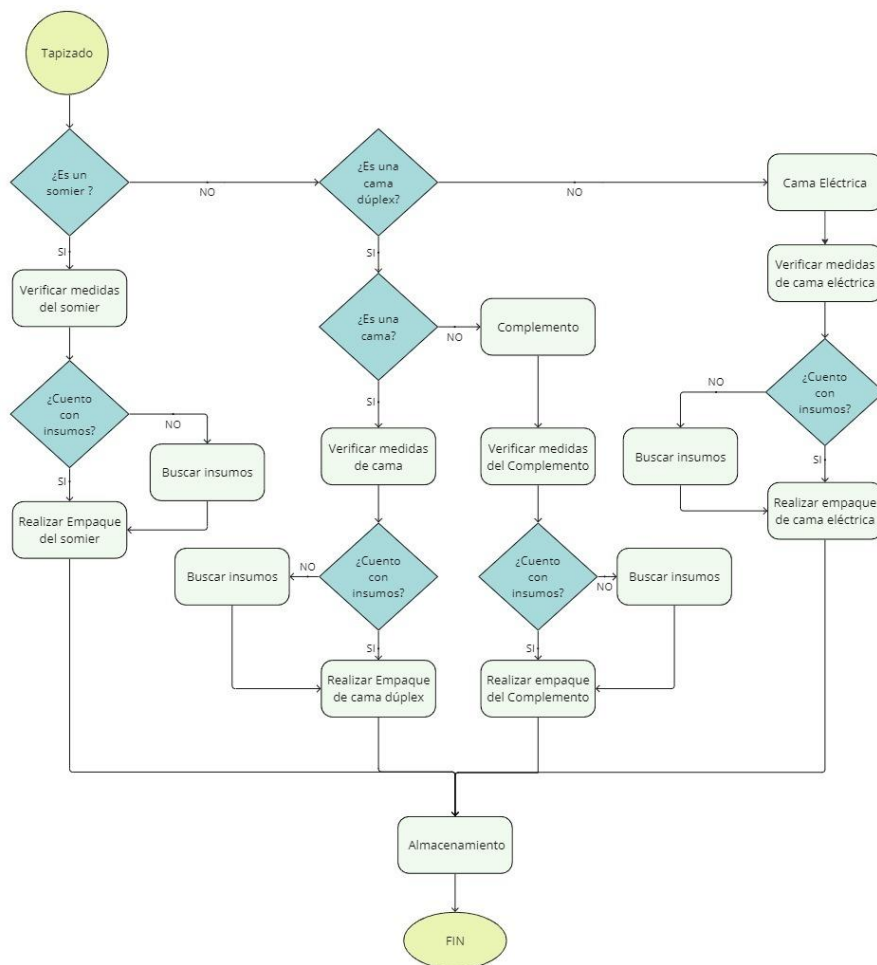 Tapizado
¿Es un
somier ?
NO
¿Es una
cama
dúplex?
NO
Cama Eléctrica
SI
SI
Verificar medidas
del somier
Verificar medidas
de cama eléctrica
¿Es una
cama?
NO
Complemento
¿Cuento
con
insumos?
NO
SI
NO
¿Cuento
con
insumos?
Buscar insumos
Verificar medidas
de cama
Verificar medidas
del Complemento
Buscar insumos
SI
SI
Realizar Empaque
del somier
Realizar empaque
de cama eléctrica
Buscar insumos
NO
¿Cuento
con
insumos?
¿Cuento
con
insumos?
NO
Buscar insumos
SI
SI
Realizar Empaque
de cama dúplex
Realizar empaque
del Complemento
Almacenamiento
FIN